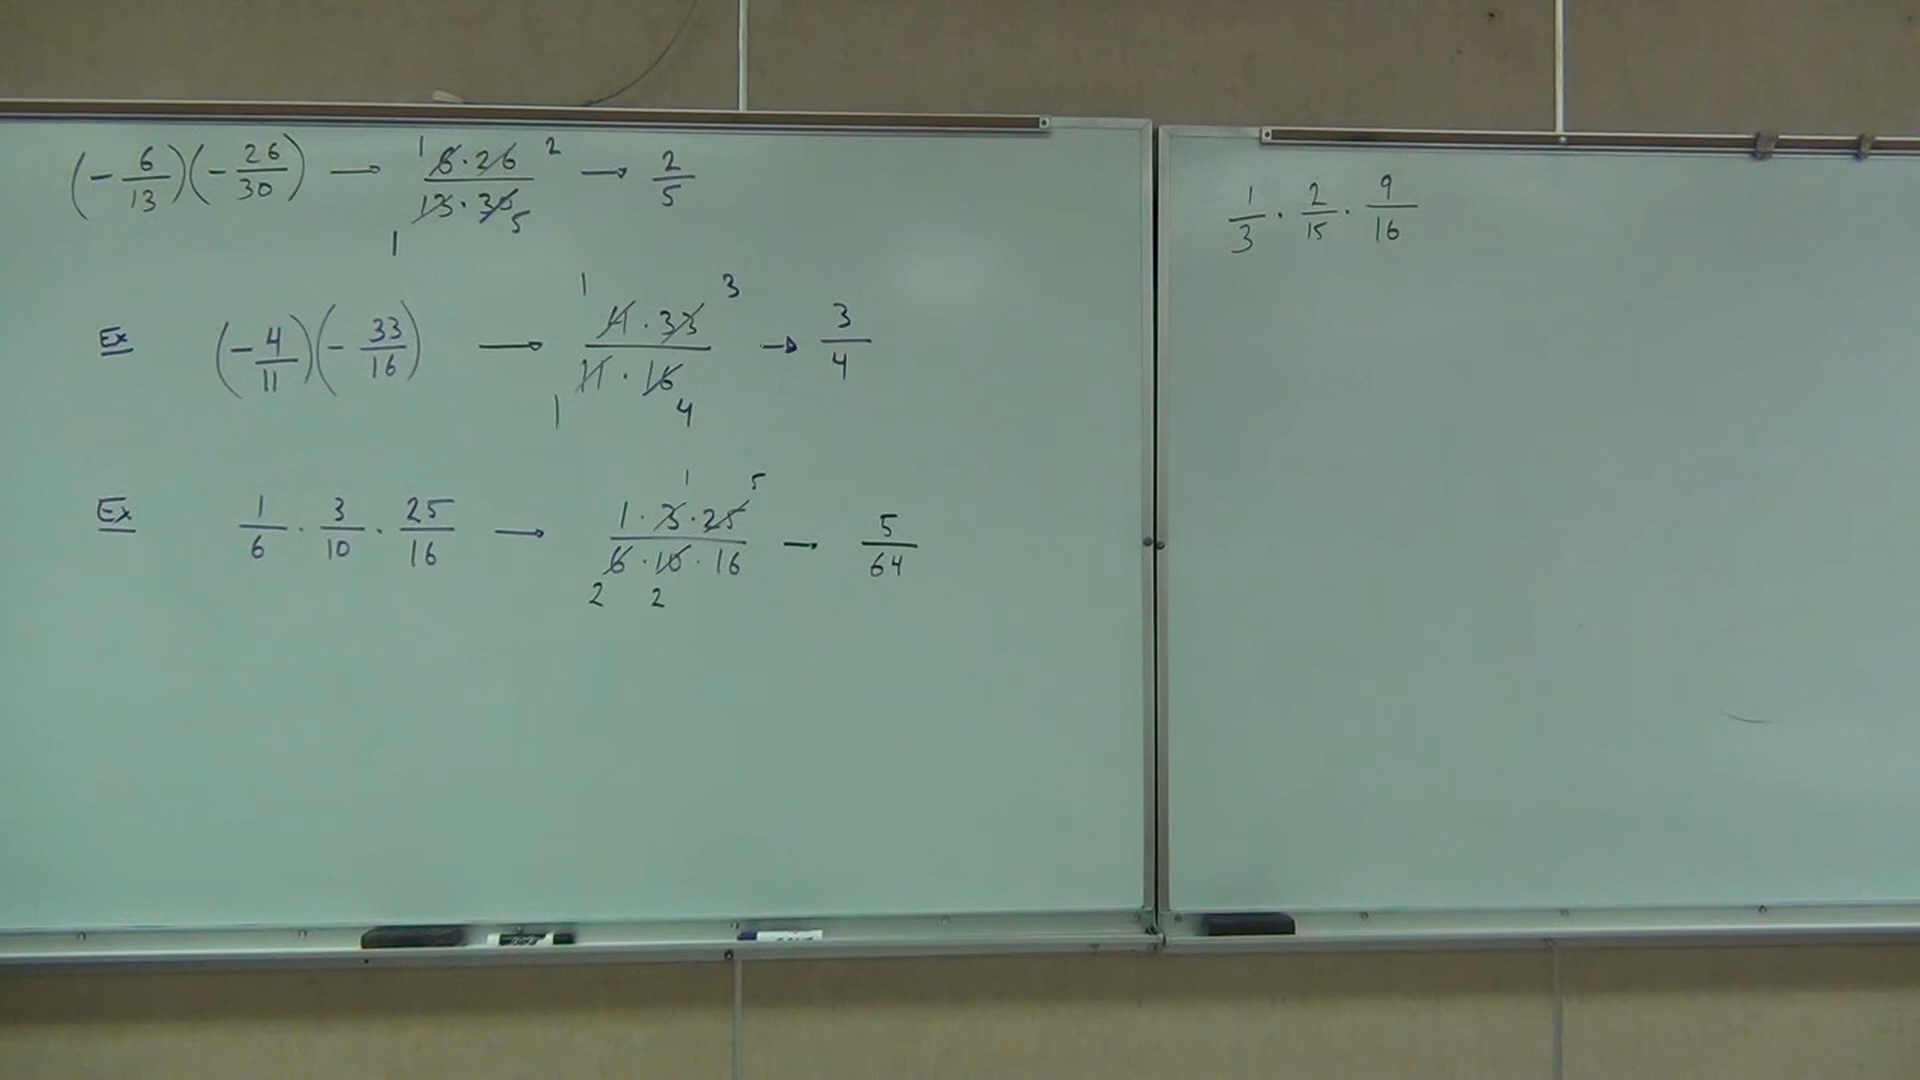 (- 6/13)(- 26/30) → 6·26/13·30 1 2 1 5 → 2/5
Ex (- 4/11)(- 33/16) → 4·33/11·16 1 3 1 4 → 3/4
Ex 1/6 · 3/10 · 25/16 → 1·3·25/6·10·16 1 5 2 2 → 5/64
1/3 · 2/15 · 9/16